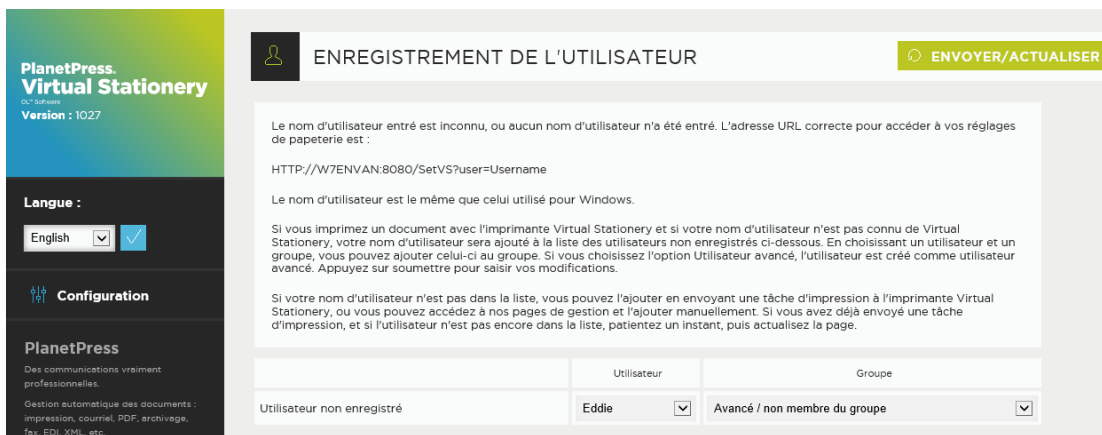 PlanetPress.
Virtual Stationery
OL® Software
Version : 1027
Langue :
English
Configuration
PlanetPress
Des communications vraiment
professionnelles.
Gestion automatique des documents :
impression, courriel, PDF, archivage,
fax, EDI, XML, etc.
ENREGISTREMENT DE L'UTILISATEUR
ENVOYER/ACTUALISER
Le nom d'utilisateur entré est inconnu, ou aucun nom d'utilisateur n'a été entré. L'adresse URL correcte pour accéder à vos réglages
de papeterie est :
HTTP://W7ENVAN:8080/SetVS?user=Username
Le nom d'utilisateur est le même que celui utilisé pour Windows.
Si vous imprimez un document avec l'imprimante Virtual Stationery et si votre nom d'utilisateur n'est pas connu de Virtual
Stationery, votre nom d'utilisateur sera ajouté à la liste des utilisateurs non enregistrés ci-dessous. En choisissant un utilisateur et un
groupe, vous pouvez ajouter celui-ci au groupe. Si vous choisissez l'option Utilisateur avancé, l'utilisateur est créé comme utilisateur
avancé. Appuyez sur soumettre pour saisir vos modifications.
Si votre nom d'utilisateur n'est pas dans la liste, vous pouvez l'ajouter en envoyant une tâche d'impression à l'imprimante Virtual
Stationery, ou vous pouvez accédez à nos pages de gestion et l'ajouter manuellement. Si vous avez déjà envoyé une tâche
d'impression, et si l'utilisateur n'est pas encore dans la liste, patientez un instant, puis actualisez la page.
Utilisateur Groupe
Utilisateur non enregistré Eddie Avancé / non membre du groupe